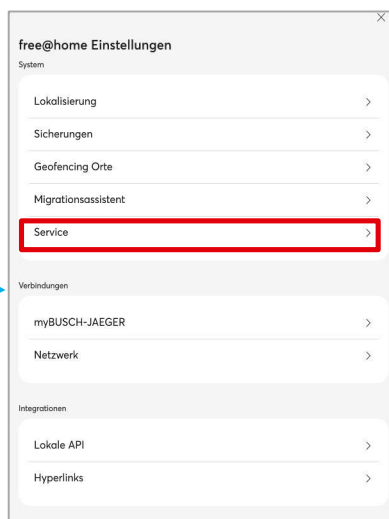 free@home Einstellungen
System
Lokalisierung
Sicherungen
Geofencing Orte
Migrationsassistent
Service
Verbindungen
myBUSCH-JAEGER
Netzwerk
Integrationen
Lokale API
Hyperlinks